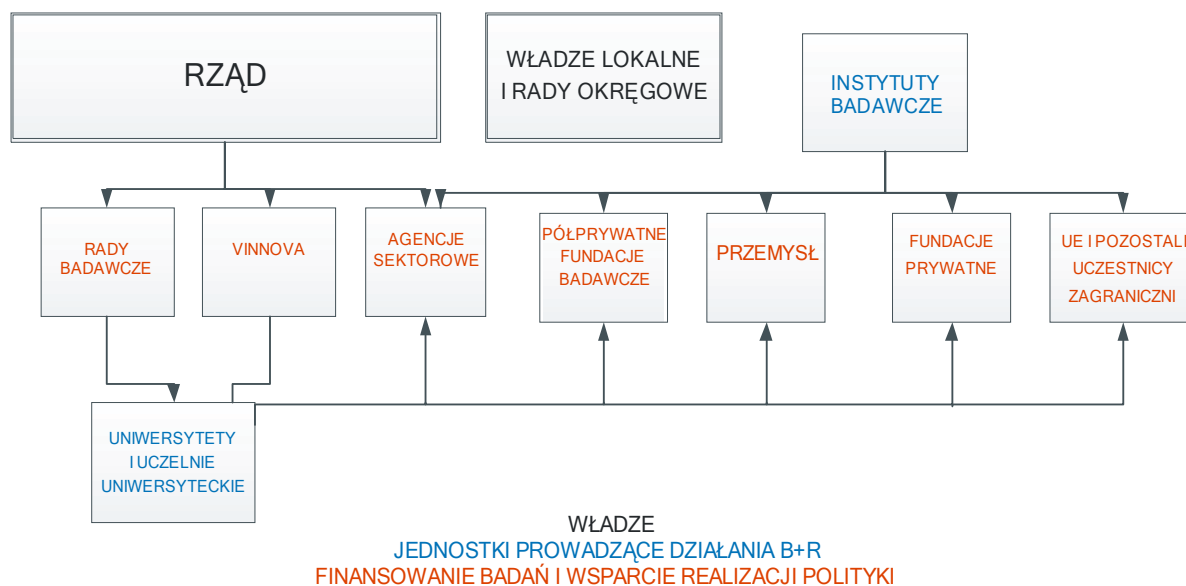 RZĄD
WŁADZE LOKALNE
I RADY OKRĘGOWE
INSTYTUTY
BADAWCZE
RADY
BADAWCZE
VINNOVA
AGENCJE
SEKTOROWE
PÓŁPRYWATNE
FUNDACJE
BADAWCZE
PRZEMYSŁ
FUNDACJE
PRYWATNE
UE I POZOSTALI
UCZESTNICY
ZAGRANICZNI
UNIWERSYTETY
I UCZELNIE
UNIWERSYTECKIE
WŁADZE
JEDNOSTKI PROWADZĄCE DZIAŁANIA B+R
FINANSOWANIE BADAŃ I WSPARCIE REALIZACJI POLITYKI